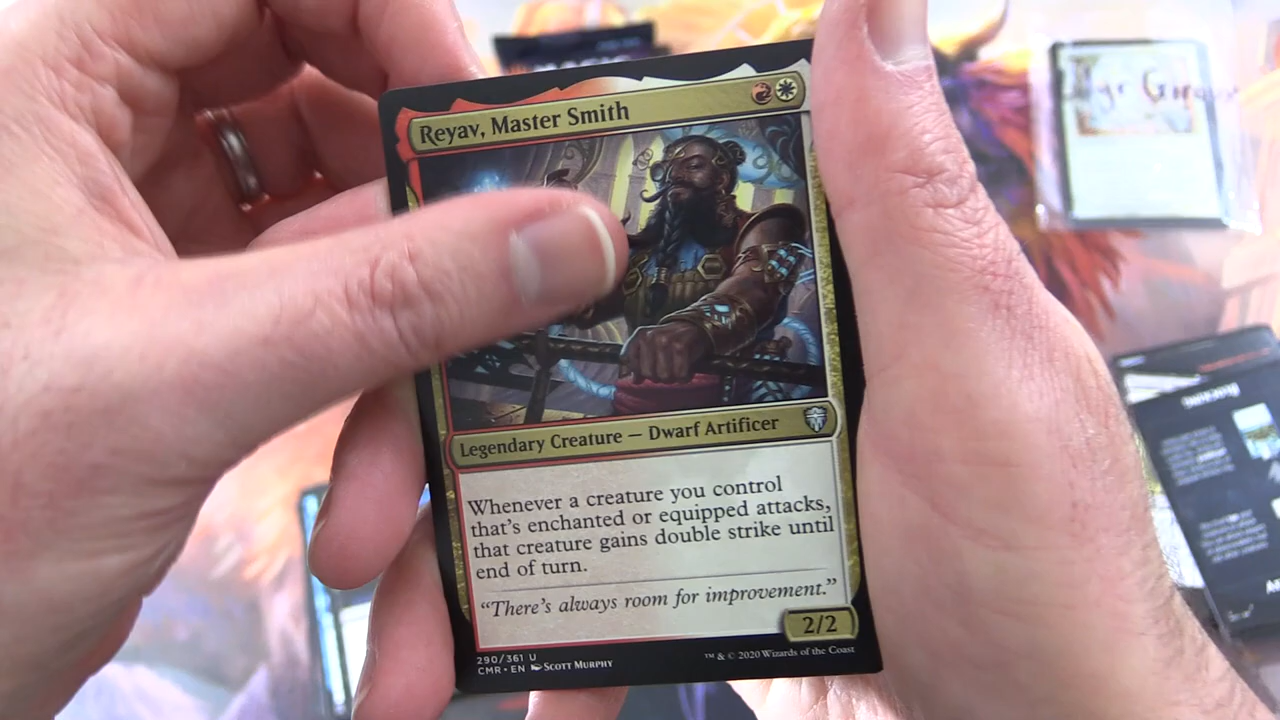 Reyav, Master Smith
Legendary Creature — Dwarf Artificer
Whenever a creature you control
that's enchanted or equipped attacks,
that creature gains double strike until
end of turn.
“There's always room for improvement.”
2/2
290/361 U
CMR • EN Scott Murphy
™ & © 2020 Wizards of the Coast